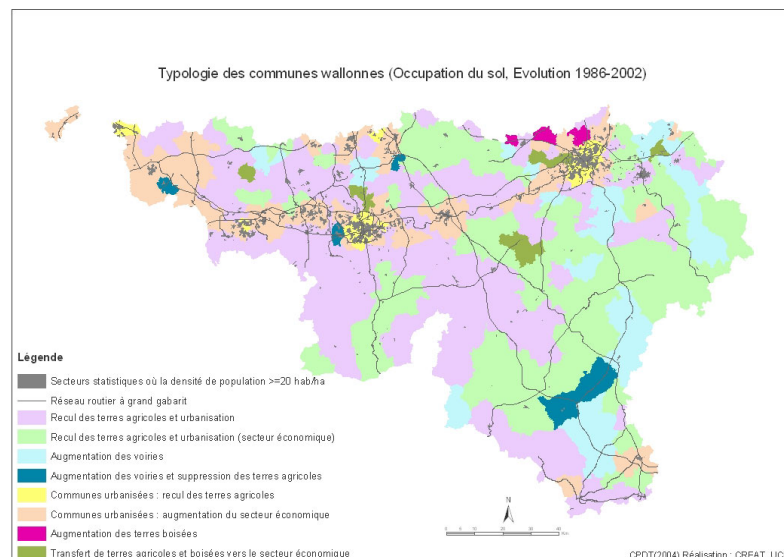 Typologie des communes wallonnes (Occupation du sol, Evolution 1986-2002)
Légende
Secteurs statistiques où la densité de population >=20 hab/ha
Réseau routier à grand gabarit
Recul des terres agricoles et urbanisation
Recul des terres agricoles et urbanisation (secteur économique)
Augmentation des voiries
Augmentation des voiries et suppression des terres agricoles
Communes urbanisées : recul des terres agricoles
Communes urbanisées : augmentation du secteur économique
Augmentation des terres boisées
Transfert de terres agricoles et boisées vers le secteur économique
N
CPDT(2004) Réalisation : CREAT, UCL